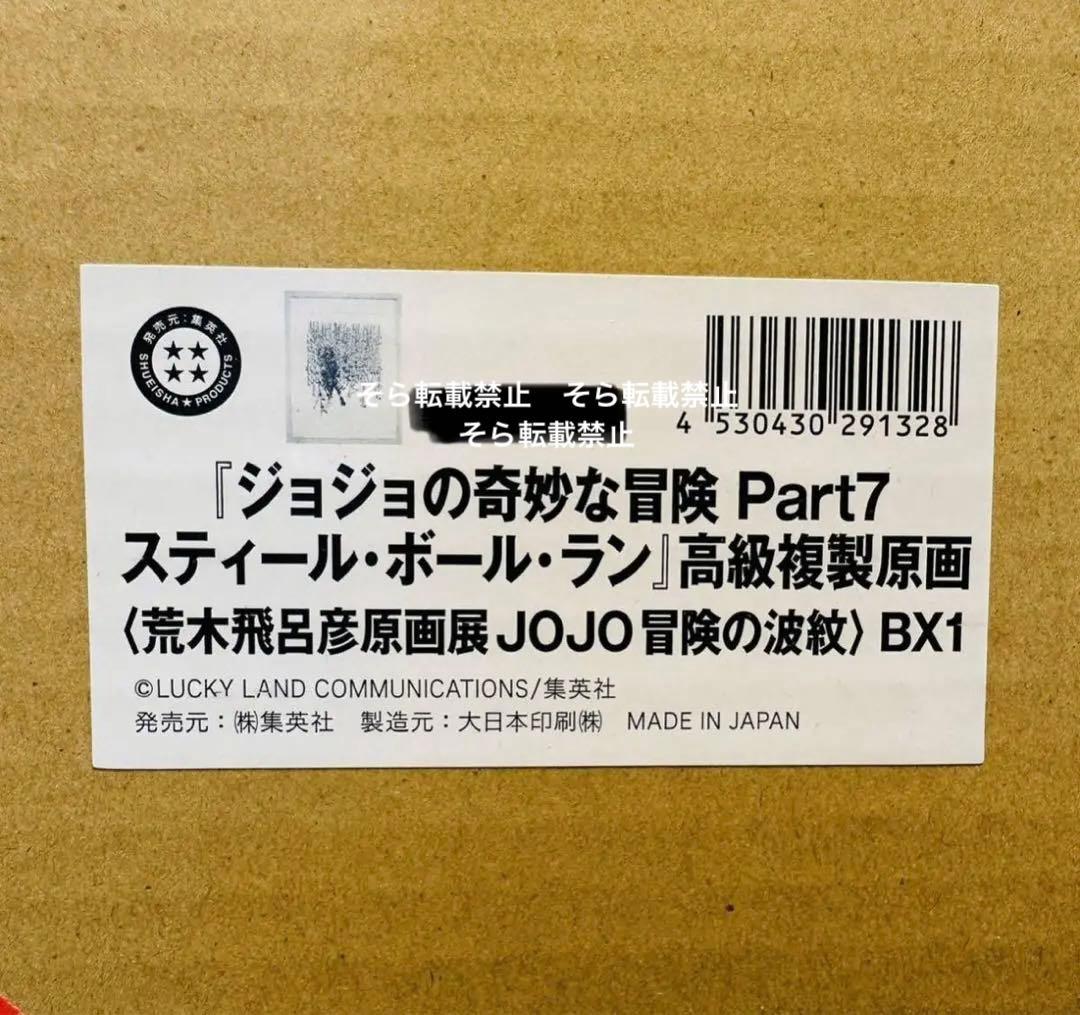 発売元：集英社
SHUEISHA★PRODUCTS
そら転載禁止　そら転載禁止
そら転載禁止
4 530430 291328
『ジョジョの奇妙な冒険 Part7
スティール・ボール・ラン』高級複製原画
〈荒木飛呂彦原画展 JOJO 冒険の波紋〉 BX1
©LUCKY LAND COMMUNICATIONS/集英社
発売元：㈱集英社　製造元：大日本印刷㈱　MADE IN JAPAN